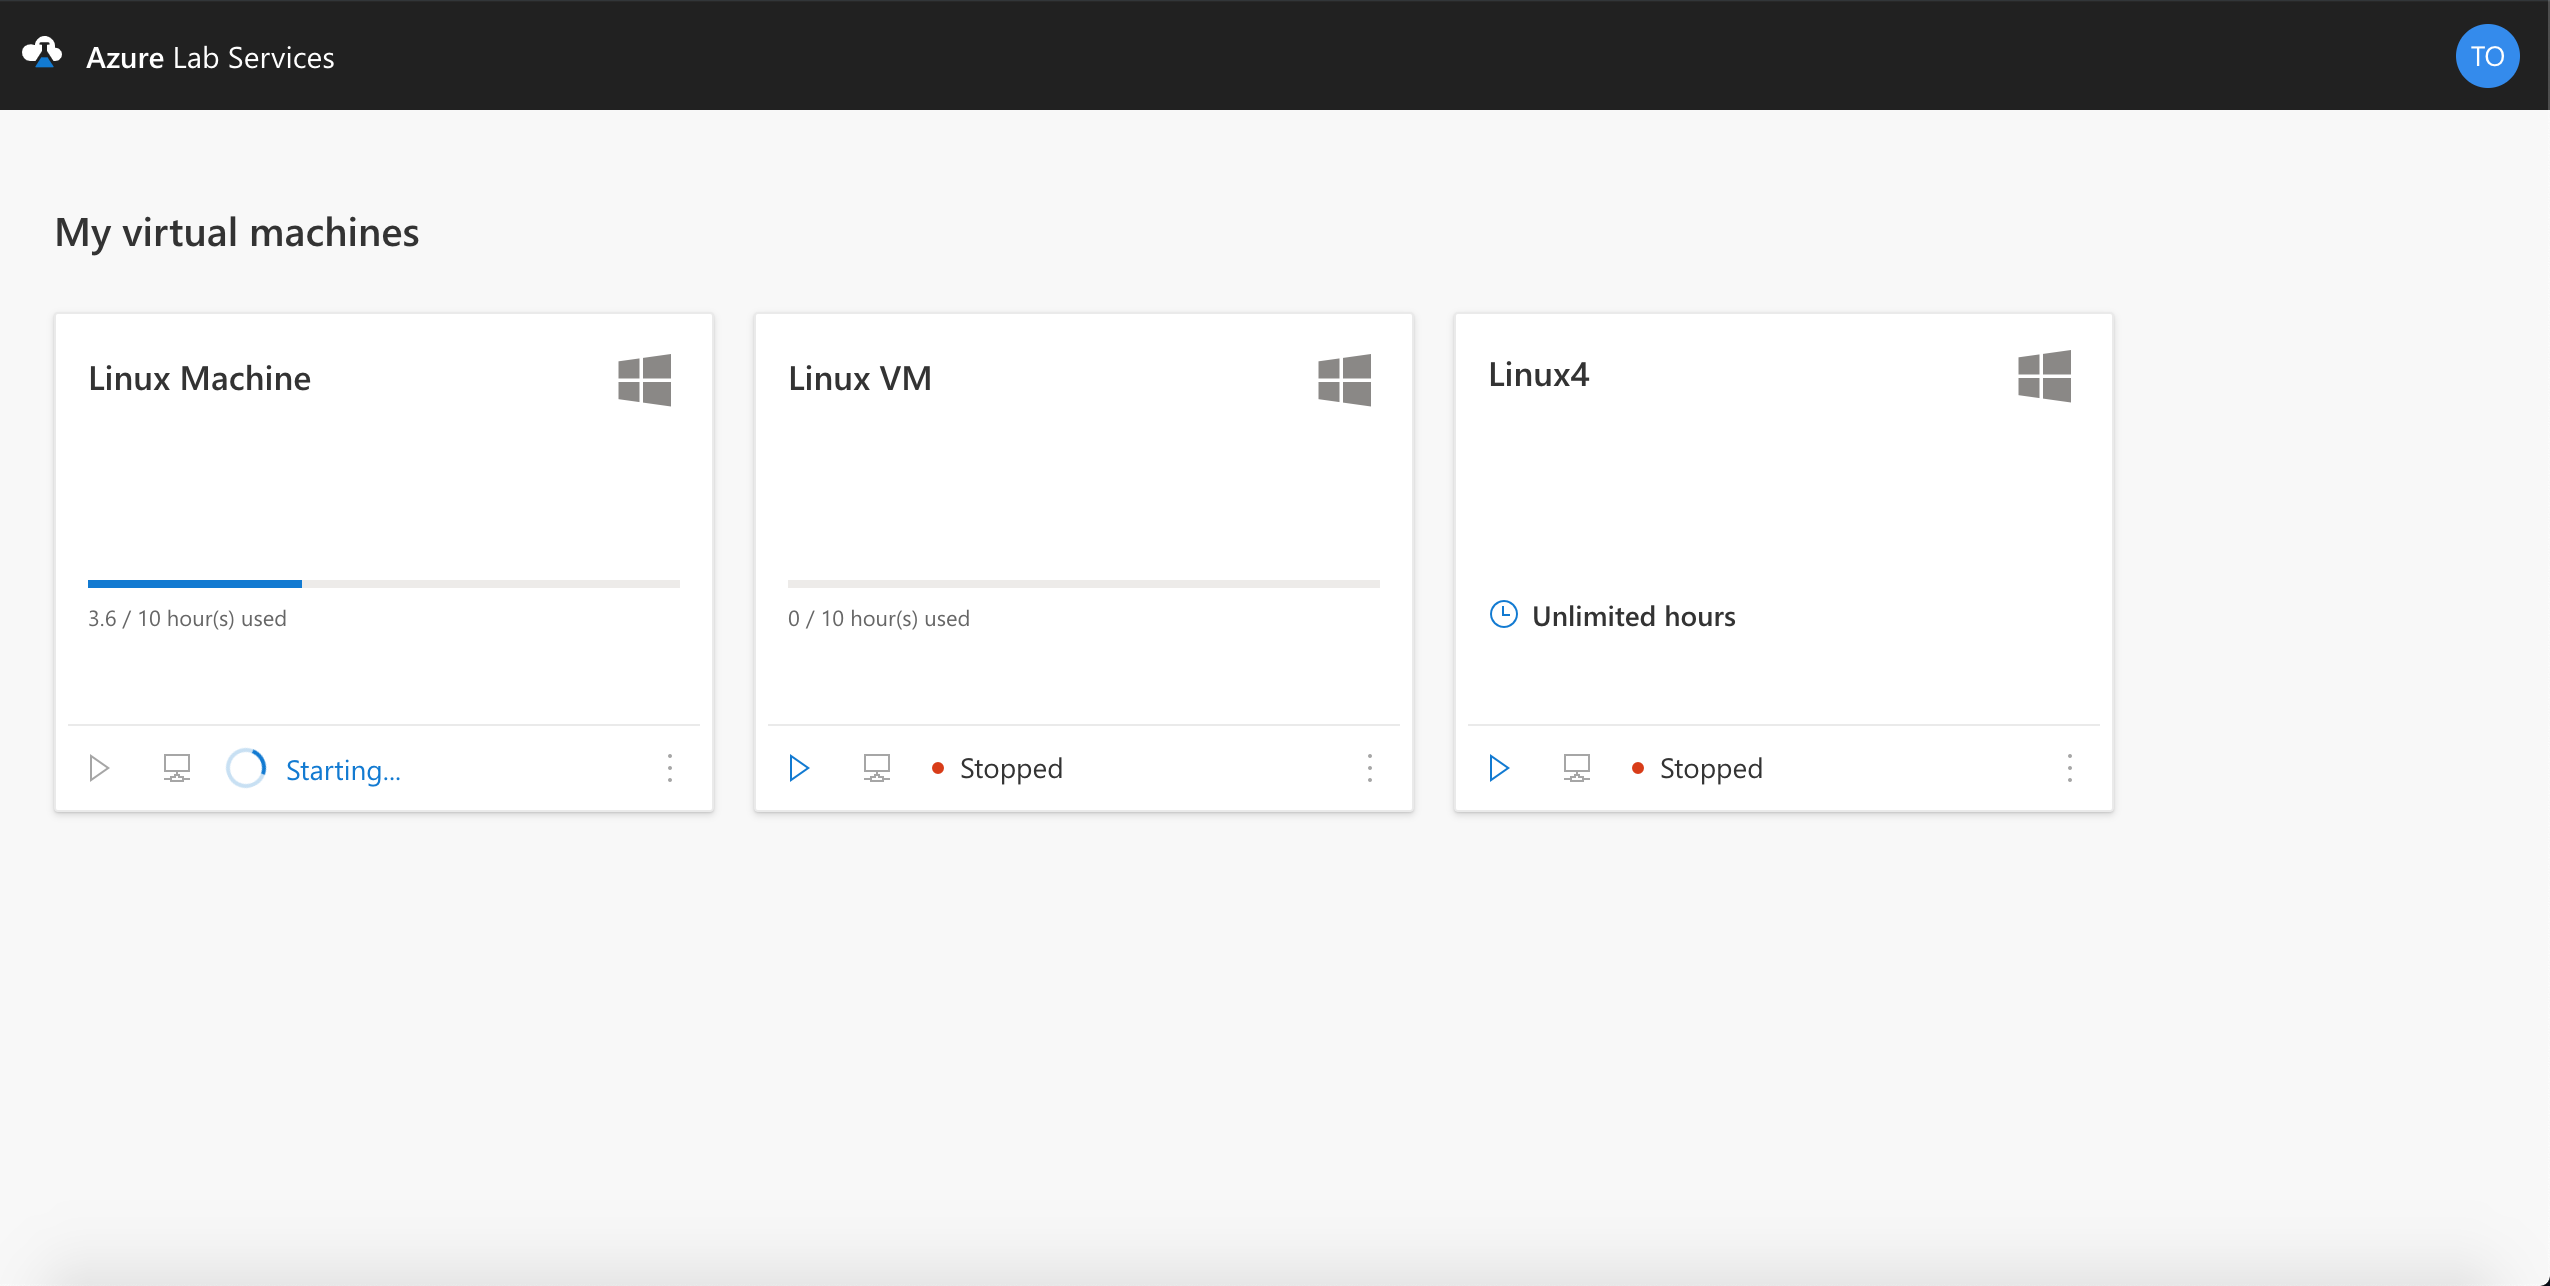 Azure Lab Services
TO
My virtual machines
Linux Machine
3.6 / 10 hour(s) used
Starting...
Linux VM
0 / 10 hour(s) used
Stopped
Linux4
Unlimited hours
Stopped